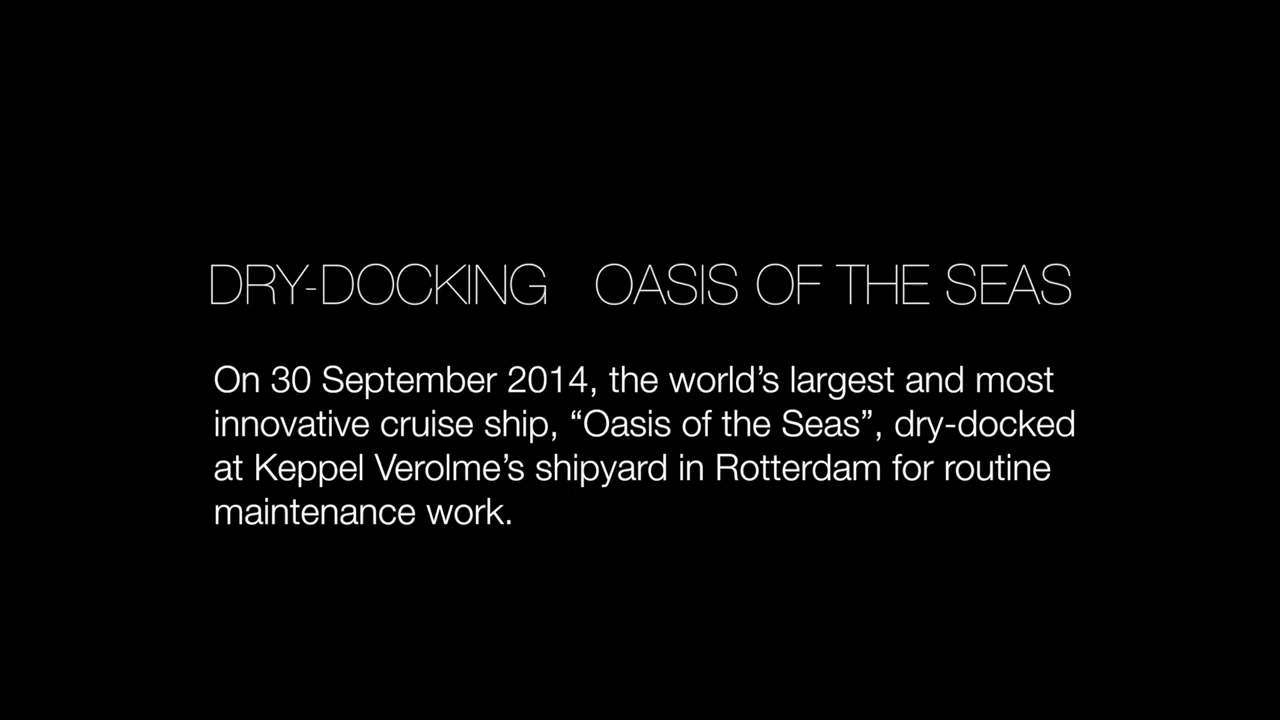 DRY-DOCKING OASIS OF THE SEAS
On 30 September 2014, the world’s largest and most
innovative cruise ship, “Oasis of the Seas”, dry-docked
at Keppel Verolme’s shipyard in Rotterdam for routine
maintenance work.